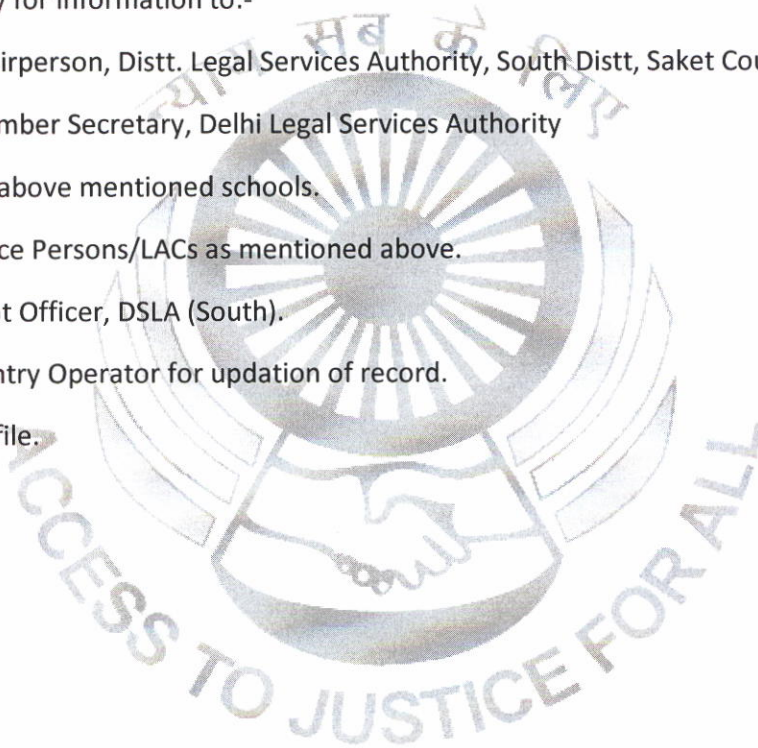 y for information to:-
न्याय सब के लिए
irperson, Distt. Legal Services Authority, South Distt, Saket Cou
mber Secretary, Delhi Legal Services Authority
above mentioned schools.
ce Persons/LACs as mentioned above.
t Officer, DSLA (South).
ntry Operator for updation of record.
file.
ACCESS TO JUSTICE FOR ALL